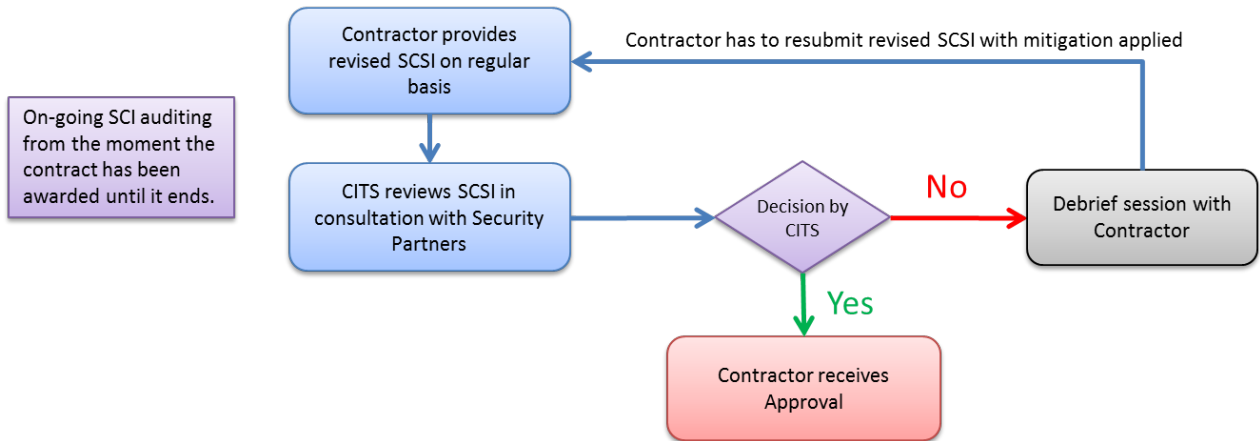 Contractor provides
revised SCSI on regular
basis
Contractor has to resubmit revised SCSI with mitigation applied
On-going SCI auditing
from the moment the
contract has been
awarded until it ends.
CITS reviews SCSI in
consultation with Security
Partners
Decision by
CITS
No
Debrief session with
Contractor
Yes
Contractor receives
Approval